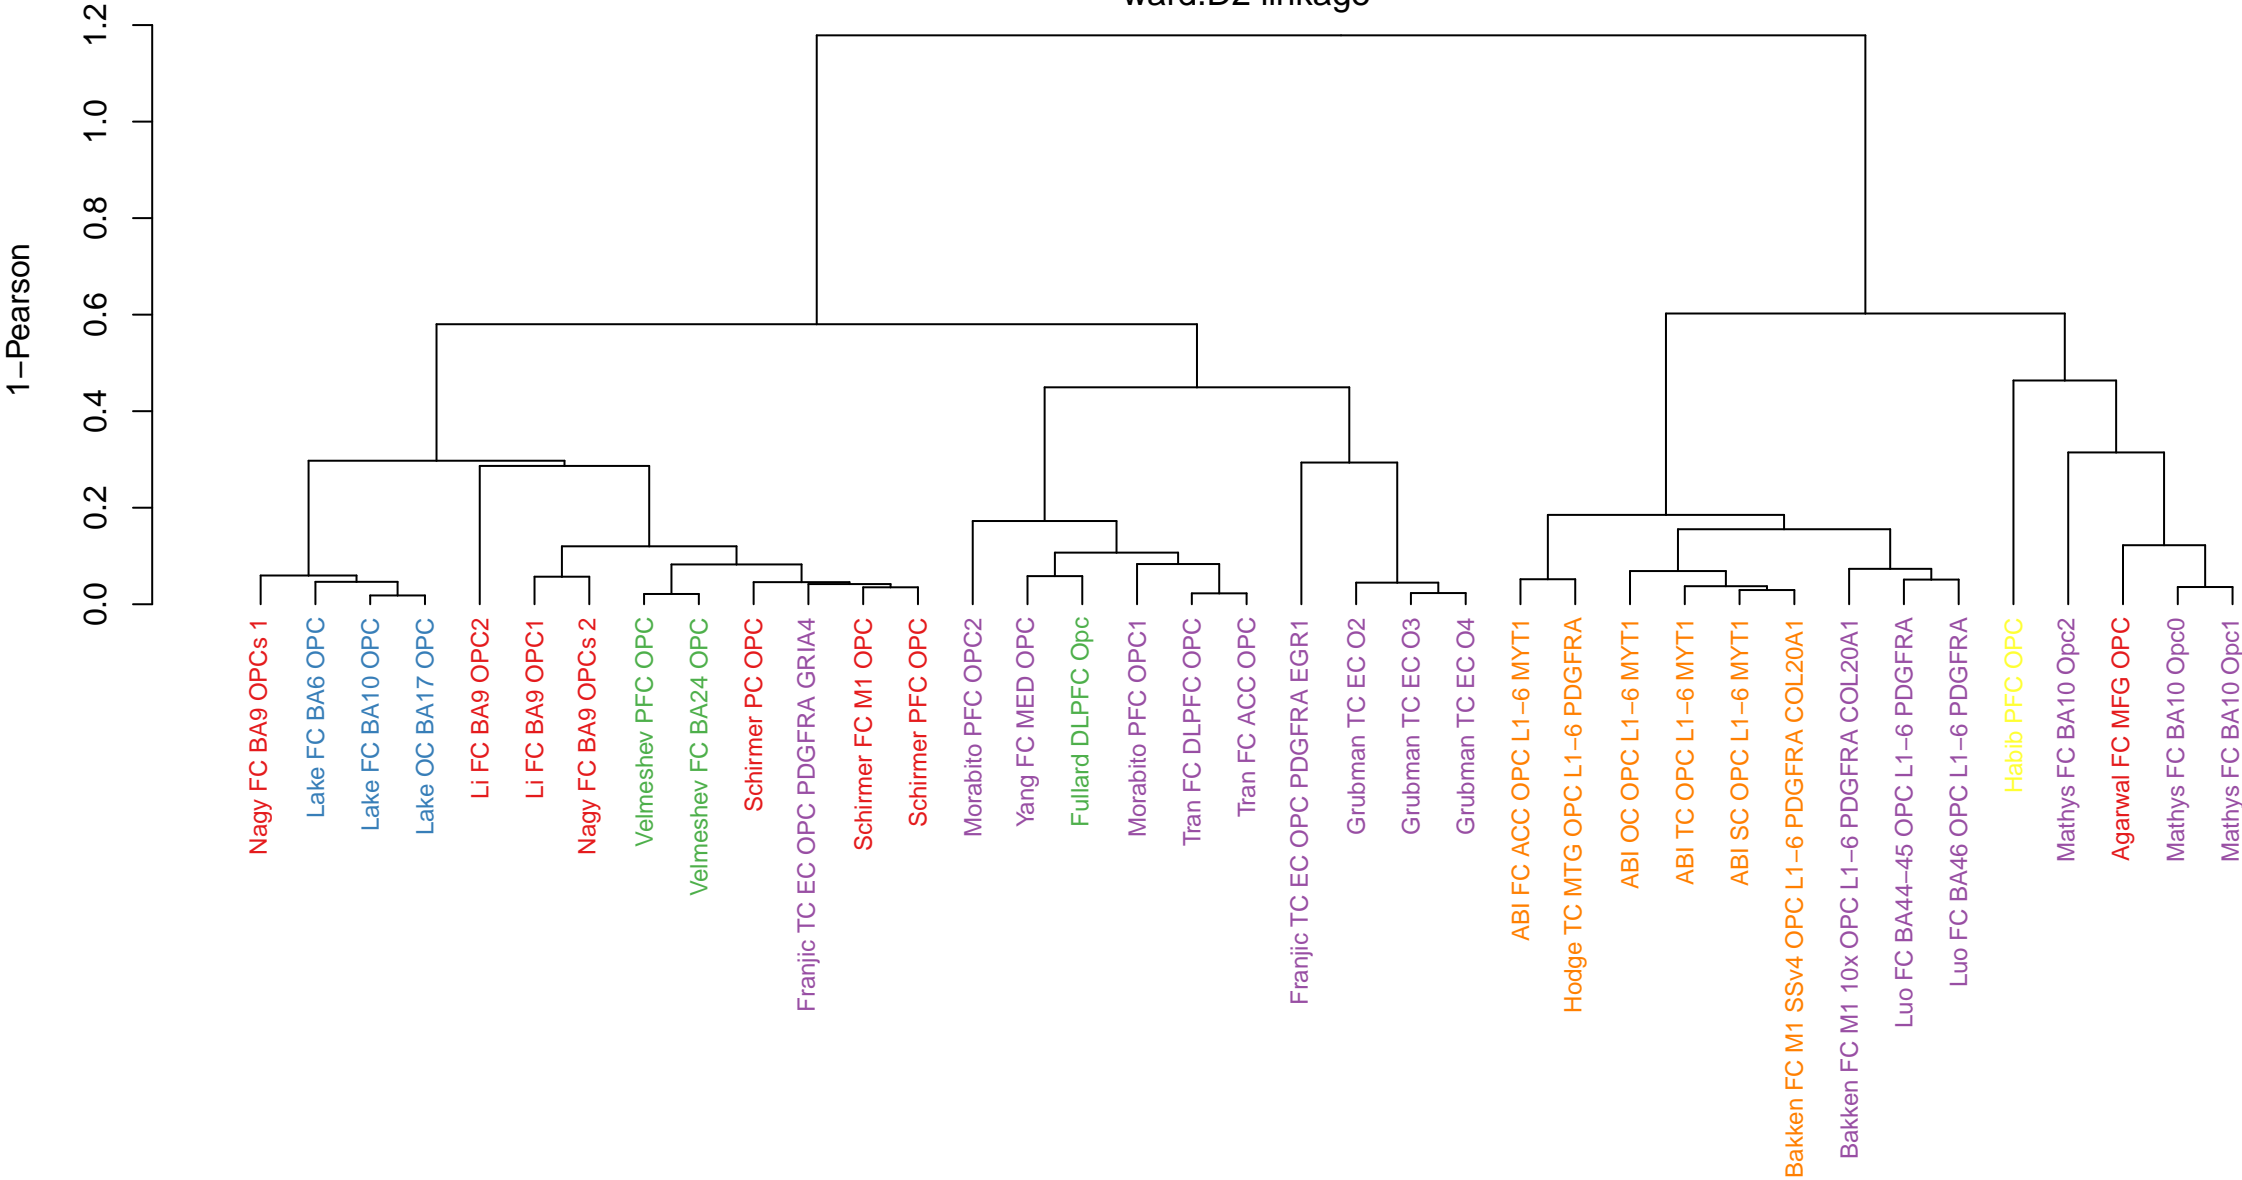 ward.D2 linkage
1−Pearson
1.2
1.0
0.8
0.6
0.4
0.2
0.0
Nagy FC BA9 OPCs 1
Lake FC BA6 OPC
Lake FC BA10 OPC
Lake OC BA17 OPC
Li FC BA9 OPC2
Li FC BA9 OPC1
Nagy FC BA9 OPCs 2
Velmeshev PFC OPC
Velmeshev FC BA24 OPC
Schirmer PC OPC
Franjic TC EC OPC PDGFRA GRIA4
Schirmer FC M1 OPC
Schirmer PFC OPC
Morabito PFC OPC2
Yang FC MED OPC
Fullard DLPFC Opc
Morabito PFC OPC1
Tran FC DLPFC OPC
Tran FC ACC OPC
Franjic TC EC OPC PDGFRA EGR1
Grubman TC EC O2
Grubman TC EC O3
Grubman TC EC O4
ABI FC ACC OPC L1−6 MYT1
Hodge TC MTG OPC L1−6 PDGFRA
ABI OC OPC L1−6 MYT1
ABI TC OPC L1−6 MYT1
ABI SC OPC L1−6 MYT1
Bakken FC M1 SSv4 OPC L1−6 PDGFRA COL20A1
Bakken FC M1 10x OPC L1−6 PDGFRA COL20A1
Luo FC BA44−45 OPC L1−6 PDGFRA
Luo FC BA46 OPC L1−6 PDGFRA
Habib PFC OPC
Mathys FC BA10 Opc2
Agarwal FC MFG OPC
Mathys FC BA10 Opc0
Mathys FC BA10 Opc1